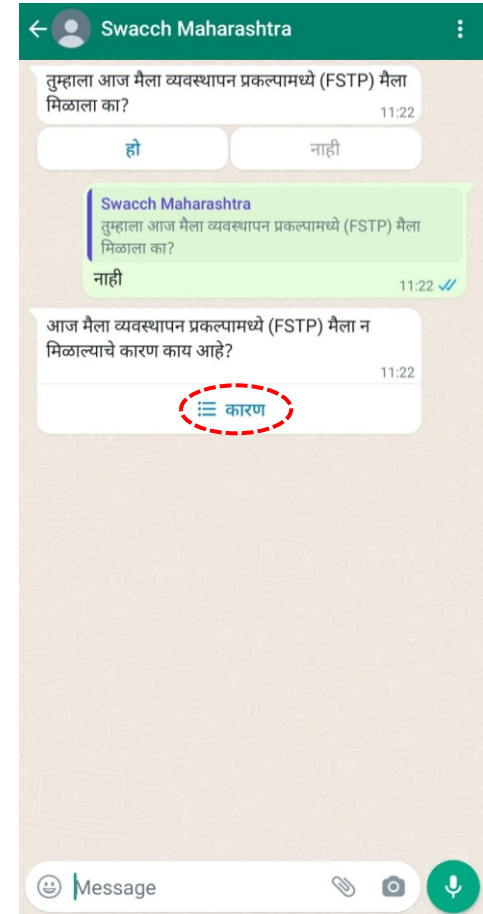 Swacch Maharashtra
तुम्हाला आज मैला व्यवस्थापन प्रकल्पामध्ये (FSTP) मैला
मिळाला का?
11:22
हो
नाही
Swacch Maharashtra
तुम्हाला आज मैला व्यवस्थापन प्रकल्पामध्ये (FSTP) मैला
मिळाला का?
नाही
11:22
आज मैला व्यवस्थापन प्रकल्पामध्ये (FSTP) मैला न
मिळाल्याचे कारण काय आहे?
11:22
कारण
Message